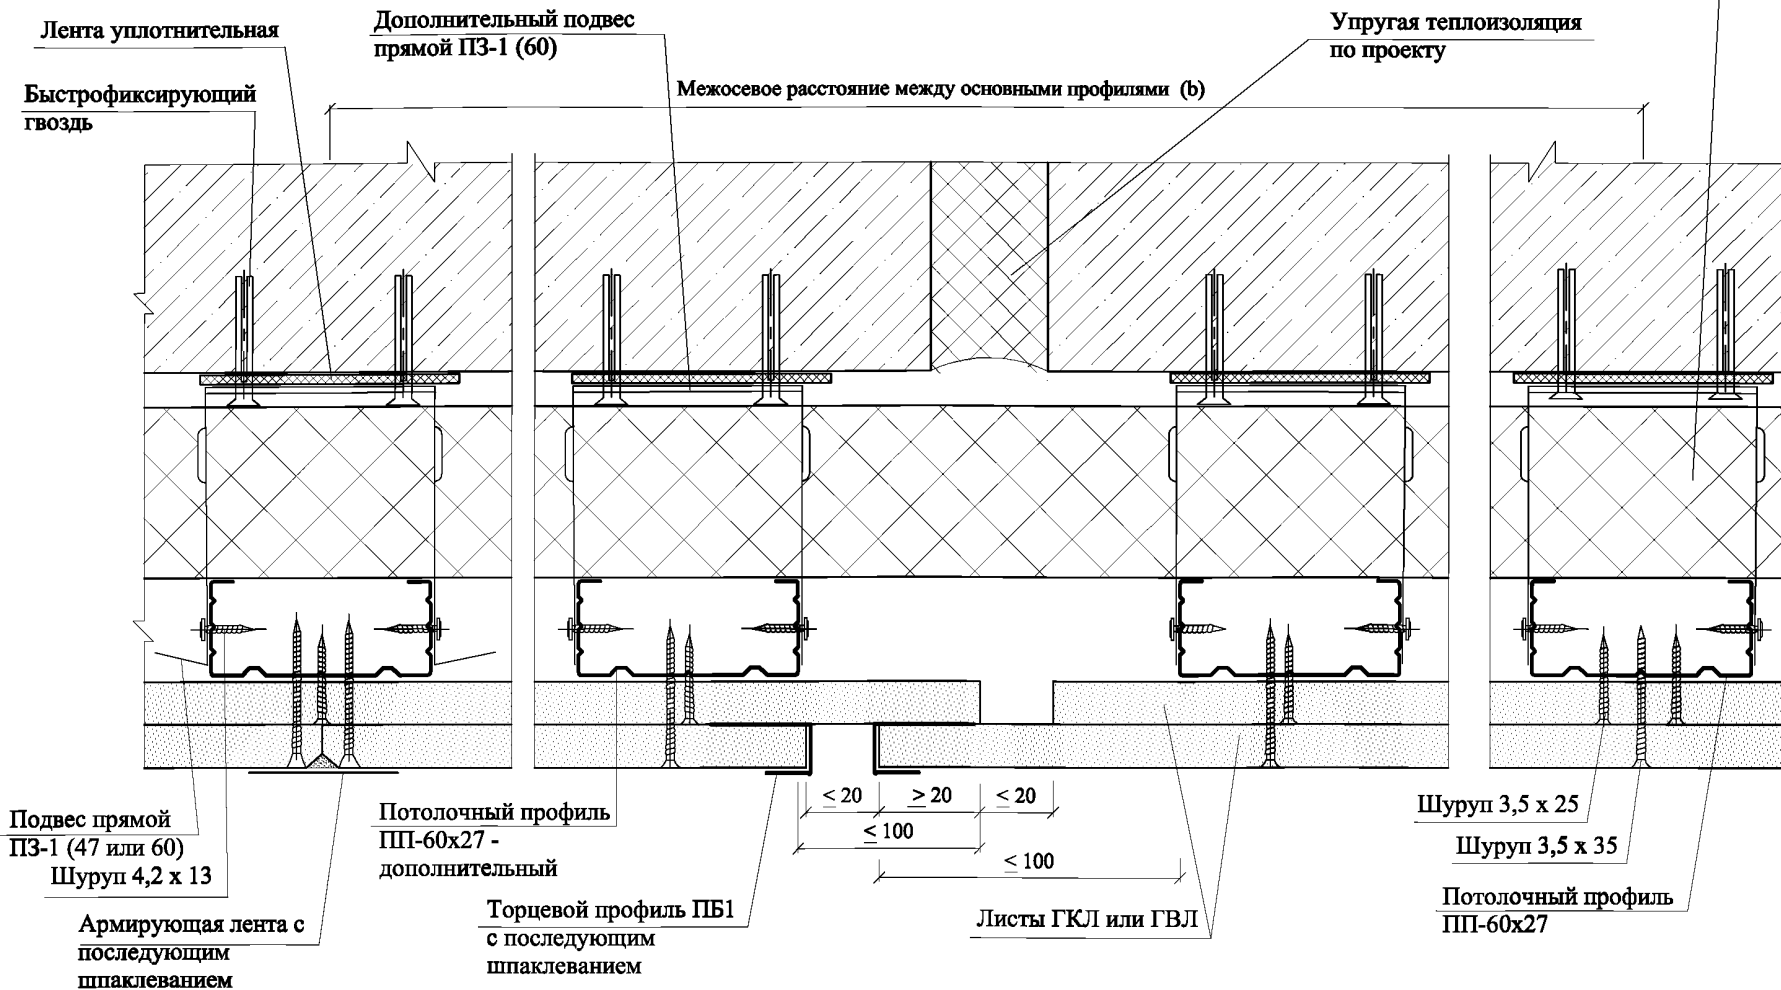 Лента уплотнительная
Дополнительный подвес
прямой ПЗ-1 (60)
Упругая теплоизоляция
по проекту
Быстрофиксирующий
гвоздь
Межосевое расстояние между основными профилями (b)
≤ 20
≥ 20
≤ 20
≤ 100
≤ 100
Подвес прямой
ПЗ-1 (47 или 60)
Шуруп 4,2 х 13
Армирующая лента с
последующим
шпаклеванием
Потолочный профиль
ПП-60х27 -
дополнительный
Торцевой профиль ПБ1
с последующим
шпаклеванием
Листы ГКЛ или ГВЛ
Шуруп 3,5 х 25
Шуруп 3,5 х 35
Потолочный профиль
ПП-60х27